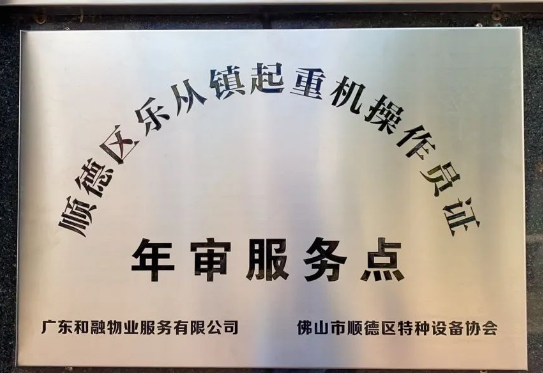 顺德区乐从镇起重机操作员证
年审服务点
广东和融物业服务有限公司
佛山市顺德区特种设备协会